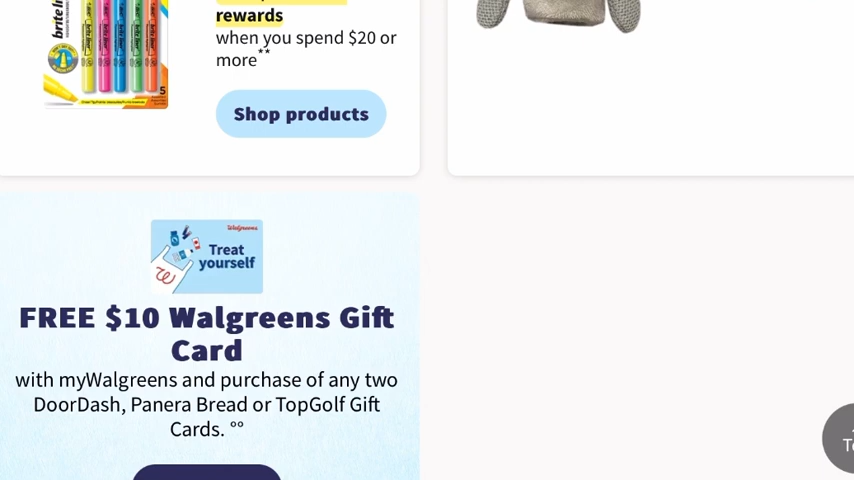 rewards
when you spend $20 or
more**
Shop products
5
Walgreens
Treat
yourself
FREE $10 Walgreens Gift
Card
with myWalgreens and purchase of any two
DoorDash, Panera Bread or TopGolf Gift
Cards. °°